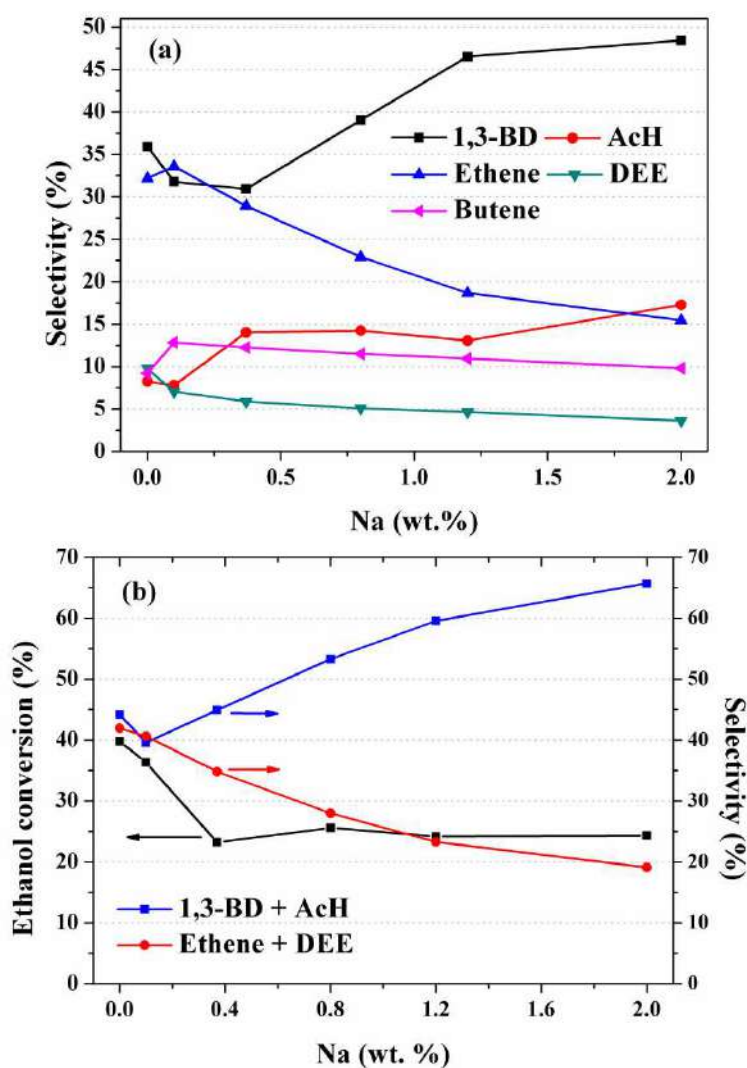 (a)
50
45
40
35
30
25
20
15
10
5
0
Selectivity (%)
1,3-BD AcH
Ethene DEE
Butene
0.0 0.5 1.0 1.5 2.0
Na (wt.%)
(b)
70 70
60 60
50 50
40 40
30 30
20 20
10 10
0 0
Ethanol conversion (%)
Selectivity (%)
1,3-BD + AcH
Ethene + DEE
0.0 0.4 0.8 1.2 1.6 2.0
Na (wt. %)